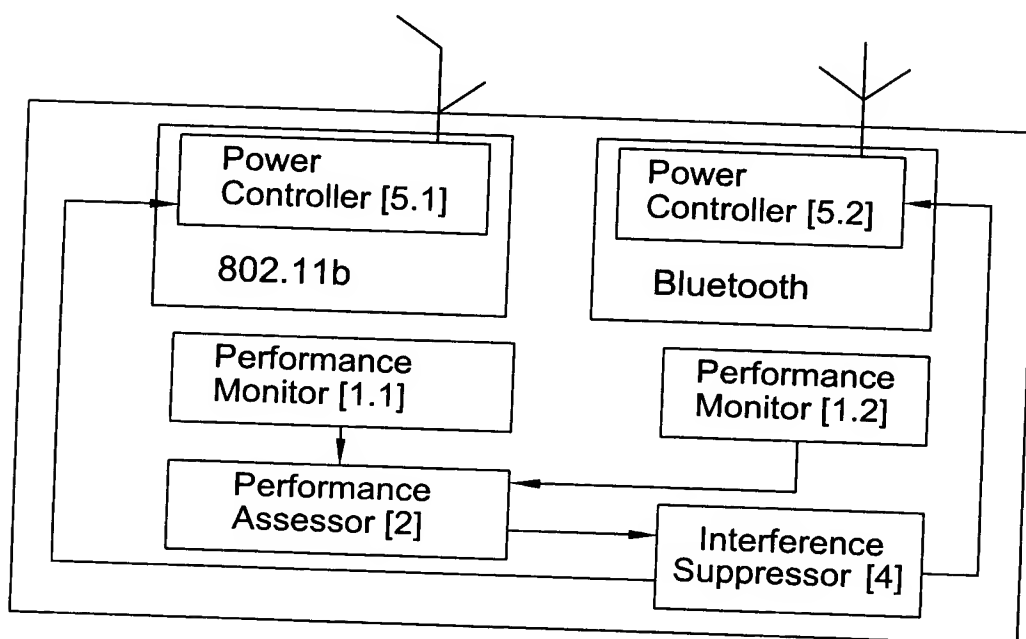 Power
Controller [5.1]
802.11b
Power
Controller [5.2]
Bluetooth
Performance
Monitor [1.1]
Performance
Monitor [1.2]
Performance
Assessor [2]
Interference
Suppressor [4]